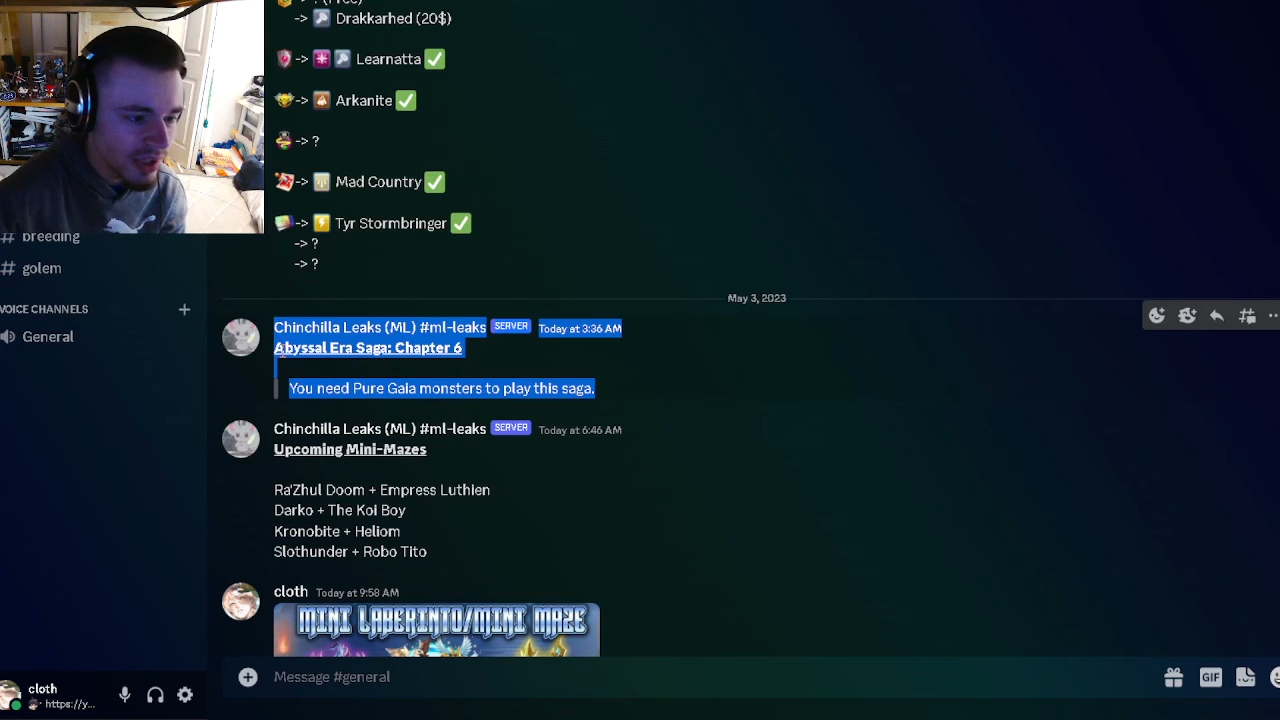 -> ? (Free)
-> Drakkarhed (20$)
-> Learnatta
-> Arkanite
-> ?
-> Mad Country
-> Tyr Stormbringer
-> ?
-> ?
# breeding
# golem
VOICE CHANNELS +
General
May 3, 2023
Chinchilla Leaks (ML) #ml-leaks SERVER Today at 3:36 AM
Abyssal Era Saga: Chapter 6
You need Pure Gaia monsters to play this saga.
Chinchilla Leaks (ML) #ml-leaks SERVER Today at 6:46 AM
Upcoming Mini-Mazes
Ra'Zhul Doom + Empress Luthien
Darko + The Koi Boy
Kronobite + Heliom
Slothunder + Robo Tito
cloth Today at 9:58 AM
MINI LABERINTO/MINI MAZE
Message #general
GIF
cloth
https://y...